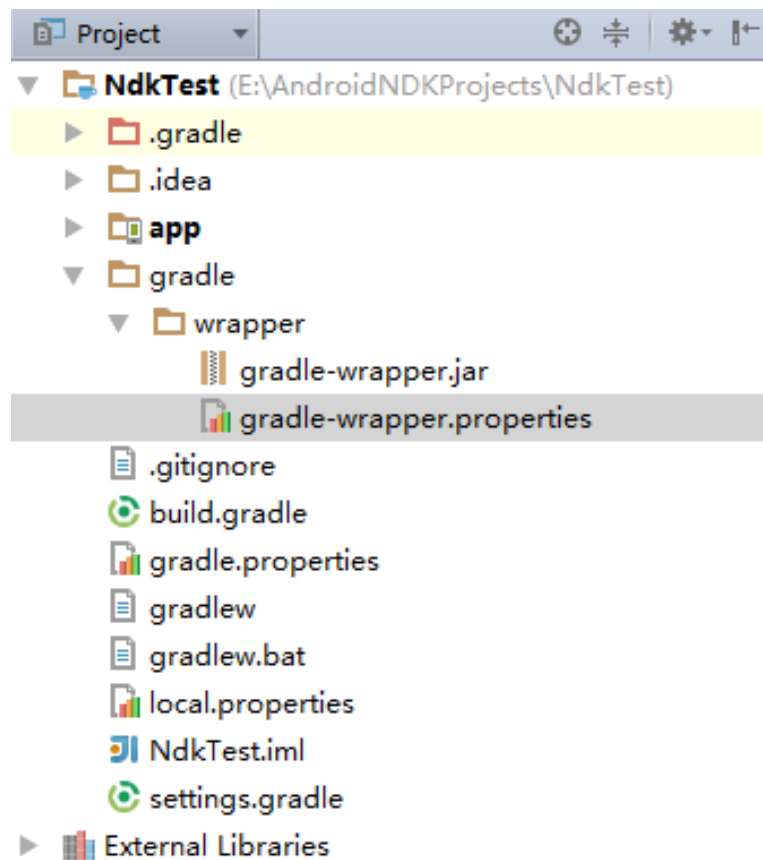 Project
NdkTest (E:\AndroidNDKProjects\NdkTest)
.gradle
.idea
app
gradle
wrapper
gradle-wrapper.jar
gradle-wrapper.properties
.gitignore
build.gradle
gradle.properties
gradlew
gradlew.bat
local.properties
NdkTest.iml
settings.gradle
External Libraries